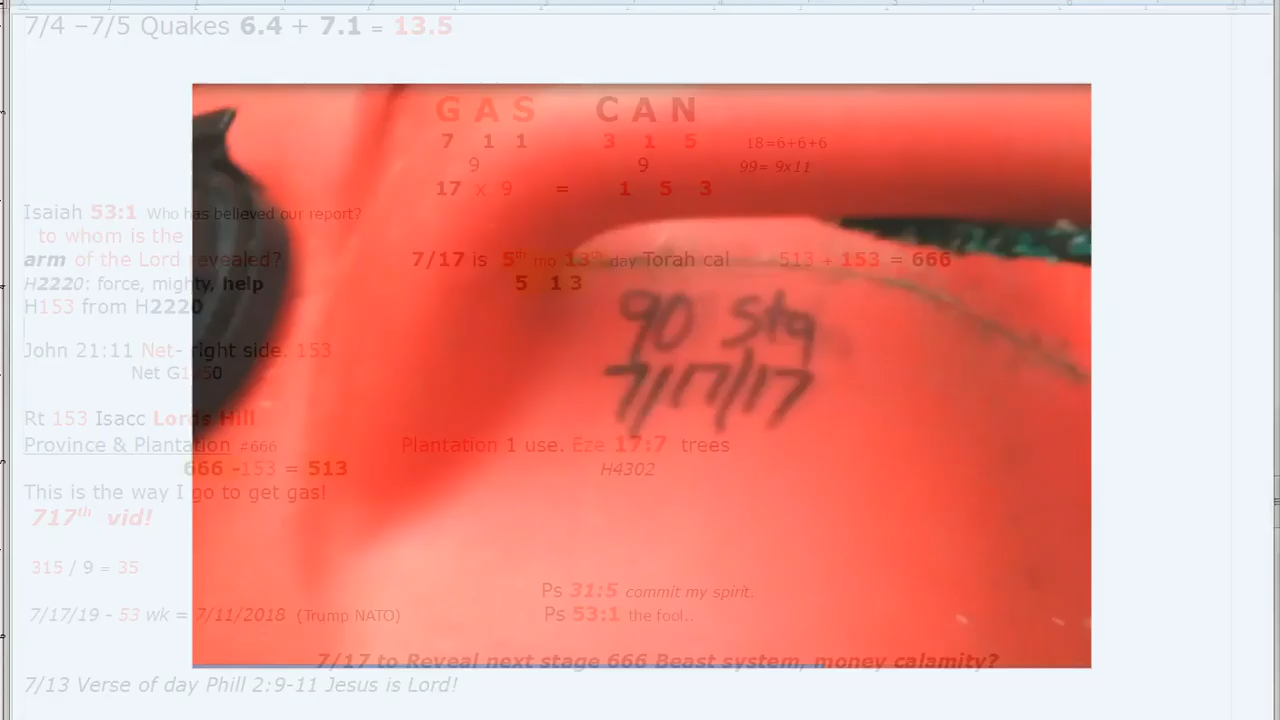 7/4 –7/5 Quakes 6.4 + 7.1 = 13.5
G A S C A N
7 1 1 3 1 5 18=6+6+6
9 9 99= 9x11
17 x 9 = 1 5 3
Isaiah 53:1 Who has believed our report?
to whom is the
arm of the Lord revealed? 7/17 is 5th mo 13th day Torah cal 513 + 153 = 666
H2220: force, mighty, help 5 1 3
H153 from H2220
90 Sta
7/17/17
John 21:11 Net- right side. 153
Net G1350
Rt 153 Isacc Lords Hill
Province & Plantation #666 Plantation 1 use. Eze 17:7 trees
666 -153 = 513 H4302
This is the way I go to get gas!
717th vid!
315 / 9 = 35
Ps 31:5 commit my spirit.
7/17/19 - 53 wk = 7/11/2018 (Trump NATO) Ps 53:1 the fool..
7/17 to Reveal next stage 666 Beast system, money calamity?
7/13 Verse of day Phill 2:9-11 Jesus is Lord!